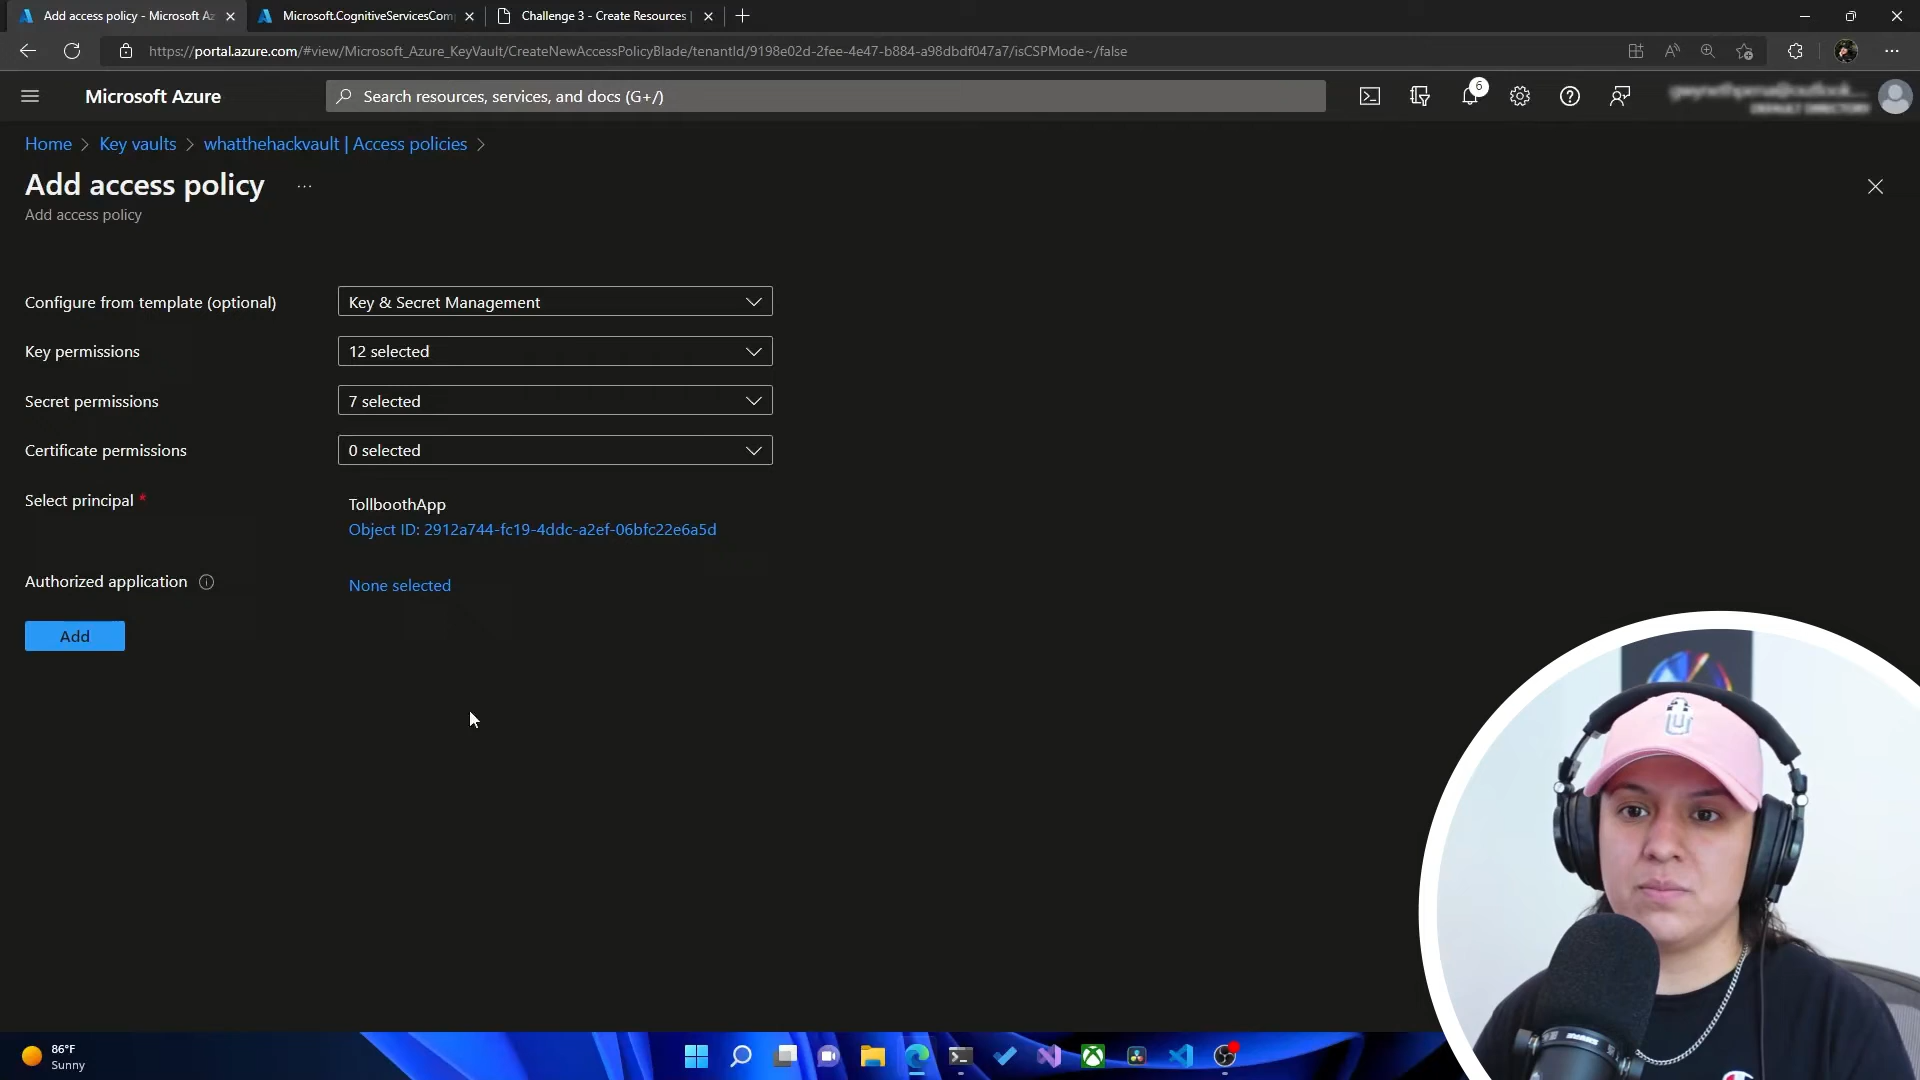 Add access policy - Microsoft Az
Microsoft.CognitiveServicesCom
Challenge 3 - Create Resources |
https://portal.azure.com/#view/Microsoft_Azure_KeyVault/CreateNewAccessPolicyBlade/tenantId/9198e02d-2fee-4e47-b884-a98dbdf047a7/isCSPMode~/false
Microsoft Azure
Search resources, services, and docs (G+/)
6
Home > Key vaults > whatthehackvault | Access policies >
Add access policy ...
Add access policy
Configure from template (optional)
Key & Secret Management
Key permissions
12 selected
Secret permissions
7 selected
Certificate permissions
0 selected
Select principal *
TollboothApp
Object ID: 2912a744-fc19-4ddc-a2ef-06bfc22e6a5d
Authorized application
None selected
Add
86°F
Sunny